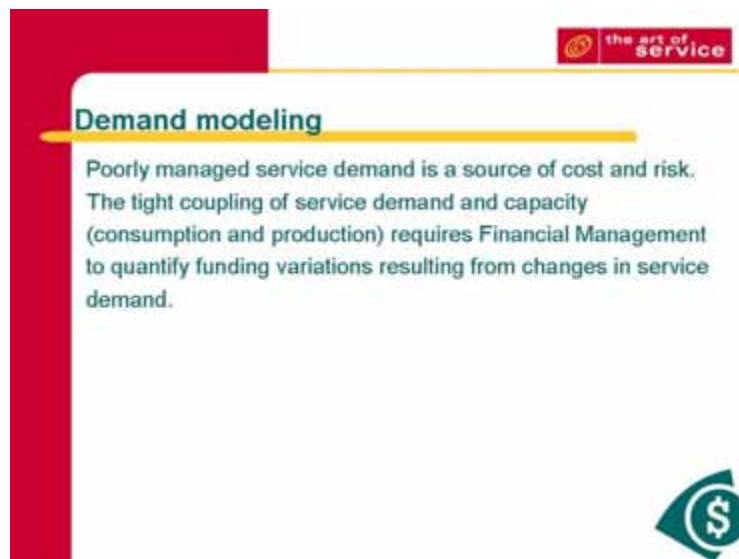 the art of
service
Demand modeling
Poorly managed service demand is a source of cost and risk.
The tight coupling of service demand and capacity
(consumption and production) requires Financial Management
to quantify funding variations resulting from changes in service
demand.
$